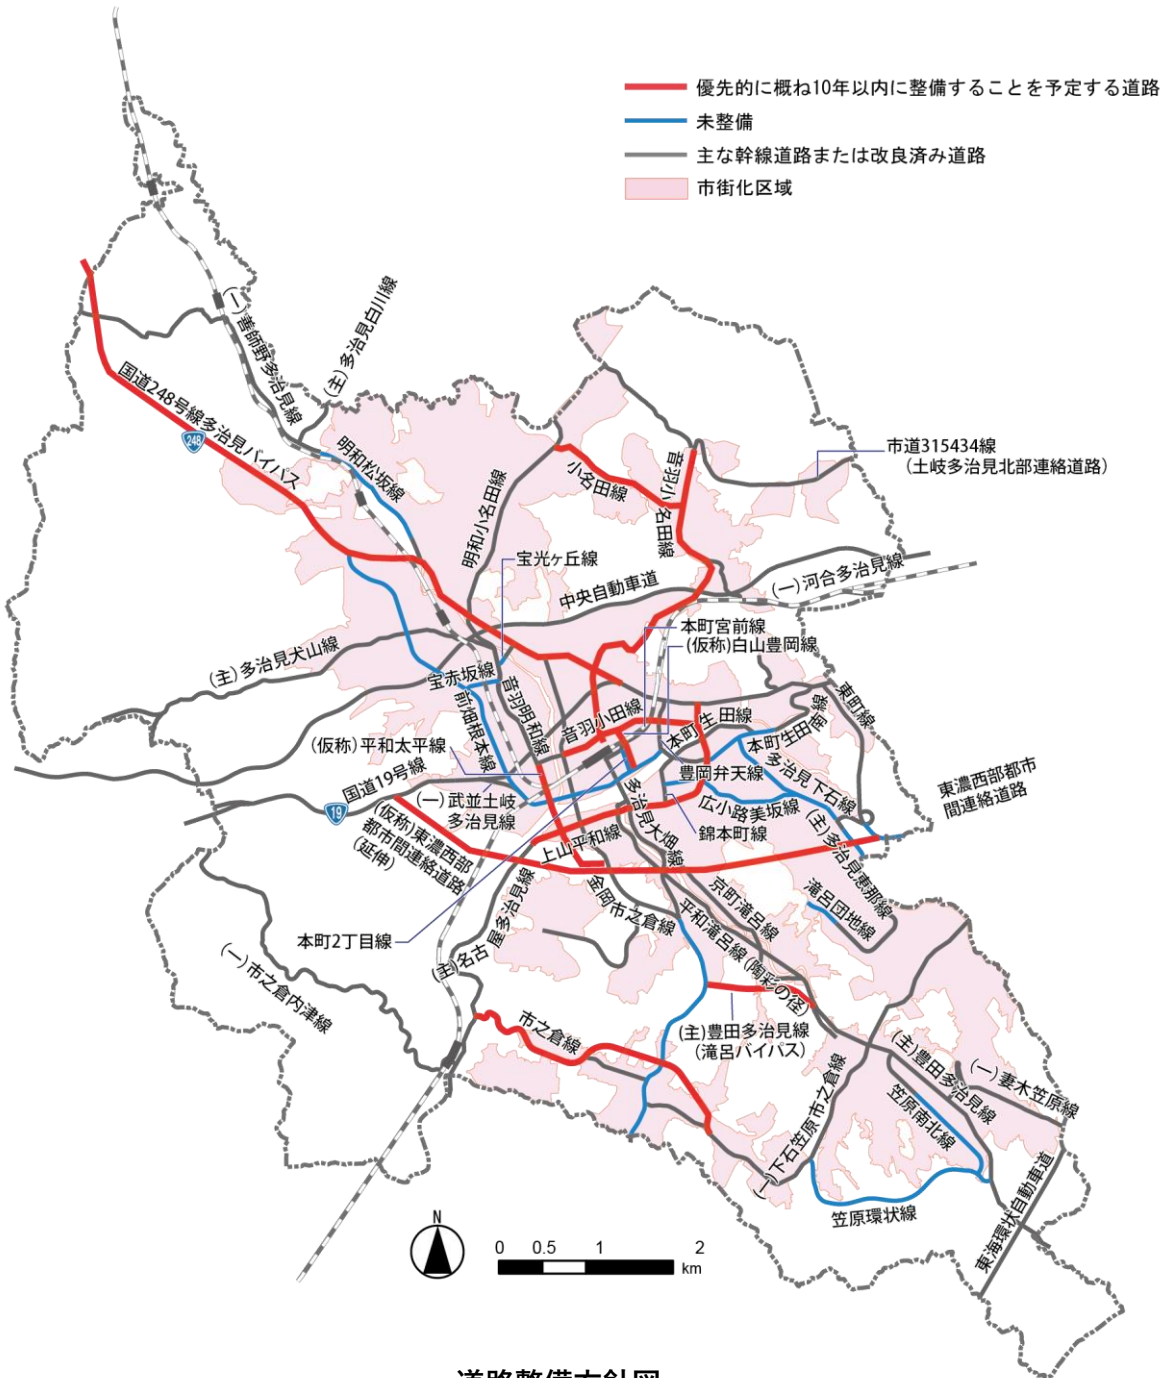 優先的に概ね10年以内に整備することを予定する道路
未整備
主な幹線道路または改良済み道路
市街化区域
(一)善師野多治見線
(主)多治見白川線
国道248号線多治見バイパス
248
明和松坂線
明和小名田線
小名田線
音羽小名田線
市道315434線
(土岐多治見北部連絡道路)
宝光ヶ丘線
中央自動車道
(一)河合多治見線
本町宮前線
(仮称)白山豊岡線
(主)多治見犬山線
宝赤坂線
音羽明和線
前畑根本線
音羽小田線
本町生田線
本町生田南線
東町線
(仮称)平和太平線
国道19号線
19
(一)武並土岐
多治見線
豊岡弁天線
多治見下石線
広小路美坂線
錦本町線
多治見大畑線
(主)多治見恵那線
東濃西部都市
間連絡道路
(仮称)東濃西部
都市間連絡道路
(延伸)
上山平和線
金岡市之倉線
京町滝呂線
平和滝呂線(陶彩の径)
滝呂団地線
本町2丁目線
(主)名古屋多治見線
(一)市之倉内津線
市之倉線
(主)豊田多治見線
(滝呂バイパス)
(一)下石笠原市之倉線
(主)豊田多治見線
(一)妻木笠原線
笠原南北線
笠原環状線
東海環状自動車道
N
0 0.5 1 2
km
道路整備方針図